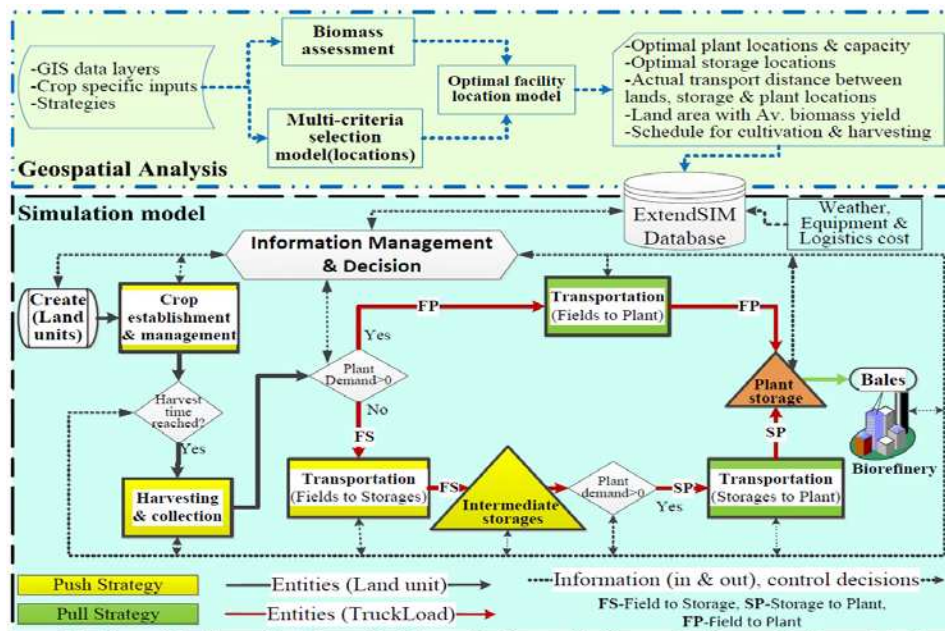 -GIS data layers
-Crop specific inputs
-Strategies
Biomass
assessment
Multi-criteria
selection
model(locations)
Optimal facility
location model
-Optimal plant locations & capacity
-Optimal storage locations
-Actual transport distance between
lands, storage & plant locations
-Land area with Av. biomass yield
-Schedule for cultivation & harvesting
Geospatial Analysis
Simulation model
Information Management
& Decision
ExtendSIM
Database
Weather,
Equipment &
Logistics cost
Create
(Land
units)
Crop
establishment
& management
Harvest
time
reached?
Yes
Harvesting
& collection
Plant
Demand>0
Yes
No
FP
Transportation
(Fields to Plant)
FP
FS
Transportation
(Fields to Storages)
FS
Intermediate
storages
Plant
demand>0
SP
Yes
Transportation
(Storages to Plant)
SP
Plant
storage
Bales
Biorefinery
Push Strategy
Entities (Land unit)
Information (in & out), control decisions
Pull Strategy
Entities (TruckLoad)
FS-Field to Storage, SP-Storage to Plant,
FP-Field to Plant